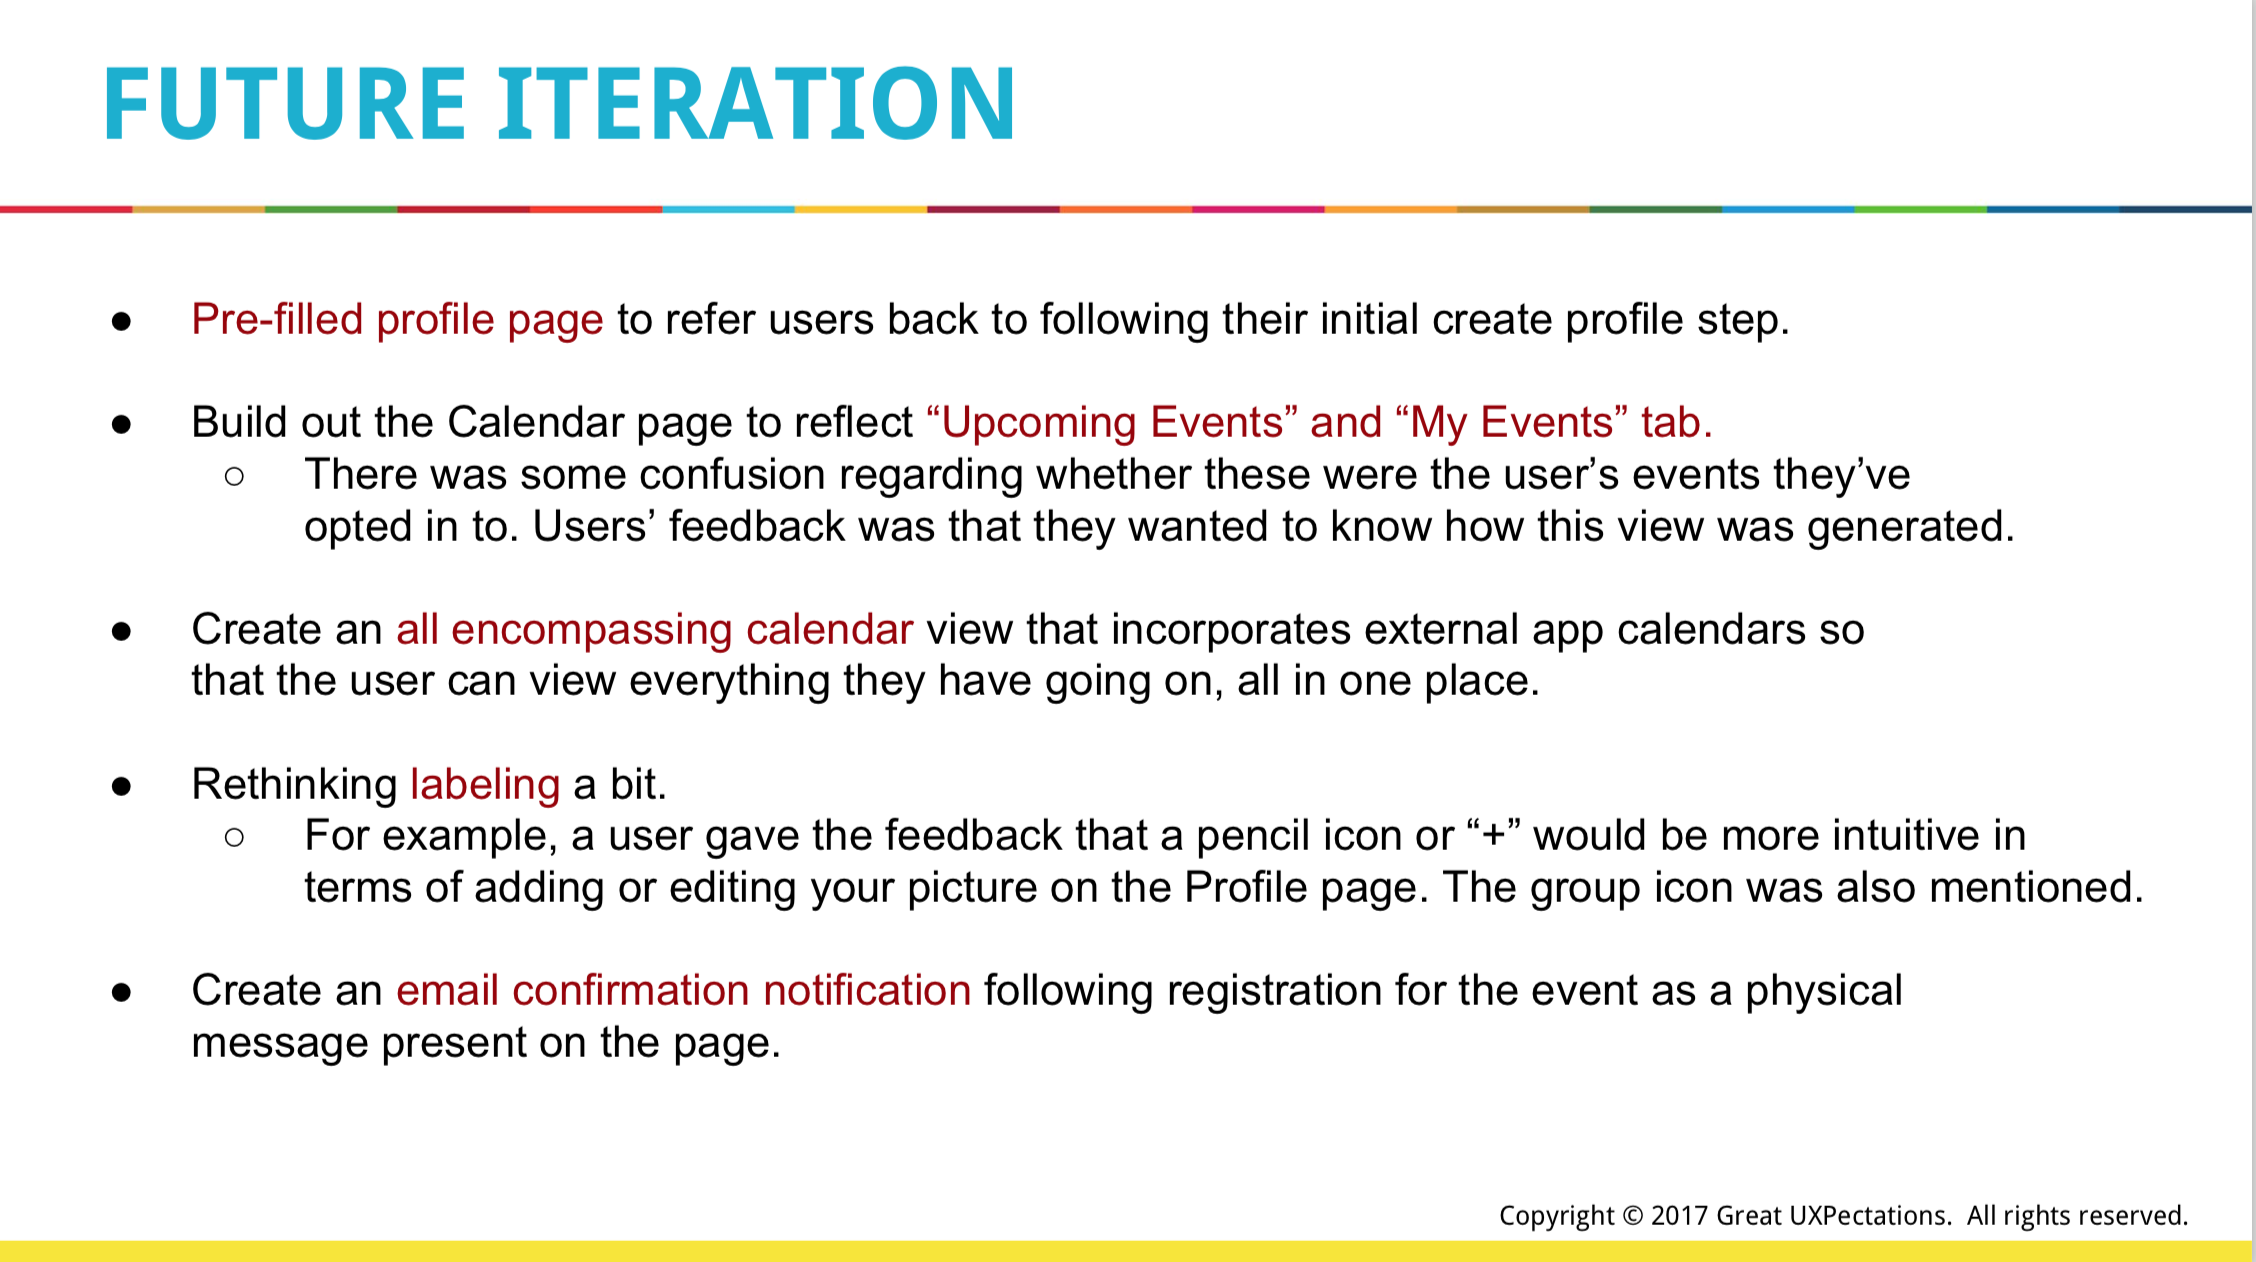 FUTURE ITERATION
● Pre-filled profile page to refer users back to following their initial create profile step.
● Build out the Calendar page to reflect “Upcoming Events” and “My Events” tab.
○ There was some confusion regarding whether these were the user’s events they’ve
opted in to. Users’ feedback was that they wanted to know how this view was generated.
● Create an all encompassing calendar view that incorporates external app calendars so
that the user can view everything they have going on, all in one place.
● Rethinking labeling a bit.
○ For example, a user gave the feedback that a pencil icon or “+” would be more intuitive in
terms of adding or editing your picture on the Profile page. The group icon was also mentioned.
● Create an email confirmation notification following registration for the event as a physical
message present on the page.
Copyright © 2017 Great UXPectations. All rights reserved.